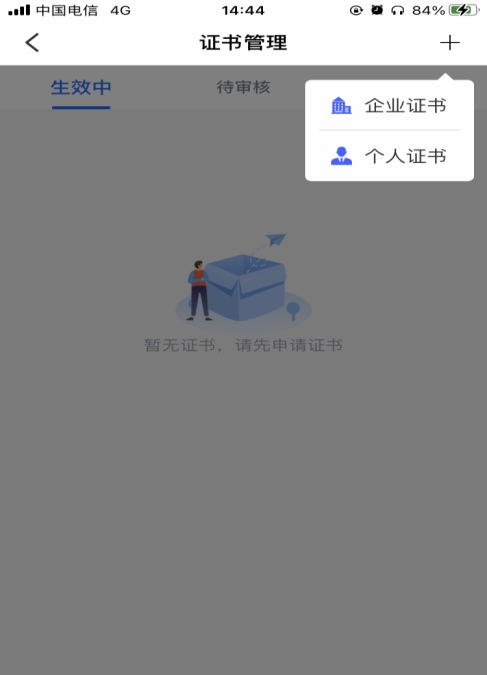 中国电信 4G 14:44 84%
证书管理
生效中 待审核
企业证书
个人证书
暂无证书，请先申请证书